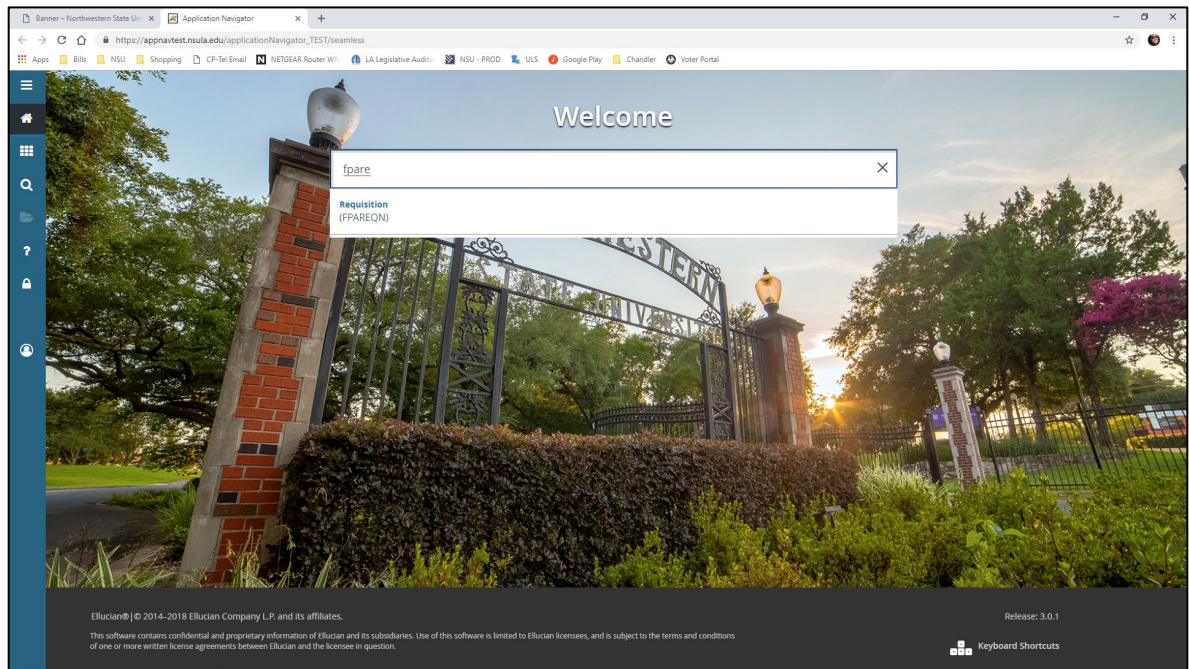 Banner – Northwestern State Uni
Application Navigator
https://appnavtest.nsula.edu/applicationNavigator_TEST/seamless
Apps Bills NSU Shopping CP-Tel Email NETGEAR Router We LA Legislative Audito NSU - PROD ULS Google Play Chandler Voter Portal
Welcome
fpare
Requisition
(FPAREQN)
STATE UNIVERSITY
Ellucian® | © 2014–2018 Ellucian Company L.P. and its affiliates.
Release: 3.0.1
This software contains confidential and proprietary information of Ellucian and its subsidiaries. Use of this software is limited to Ellucian licensees, and is subject to the terms and conditions
of one or more written license agreements between Ellucian and the licensee in question.
Keyboard Shortcuts